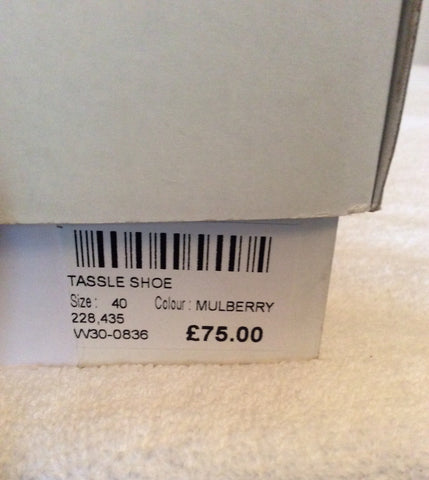 TASSLE SHOE
Size : 40 Colour : MULBERRY
228,435
W30-0836 £75.00